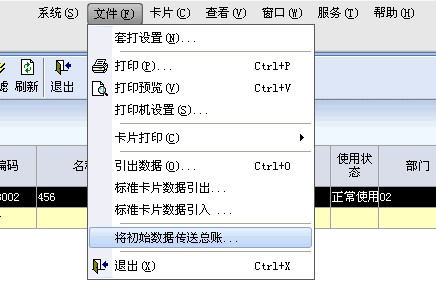 系统(S) 文件(F) 卡片(C) 查看(V) 窗口(W) 服务(T) 帮助(H)
套打设置(N)...
打印(P)... Ctrl+P
打印预览(V) Ctrl+V
打印机设置(S)...
卡片打印(C)
引出数据(O)... Ctrl+O
标准卡片数据引出...
标准卡片数据引入 ...
将初始数据传送总账...
退出(X) Ctrl+X
滤 刷新 退出
编码 名称 使用状态 部门
8002 456 正常使用 02